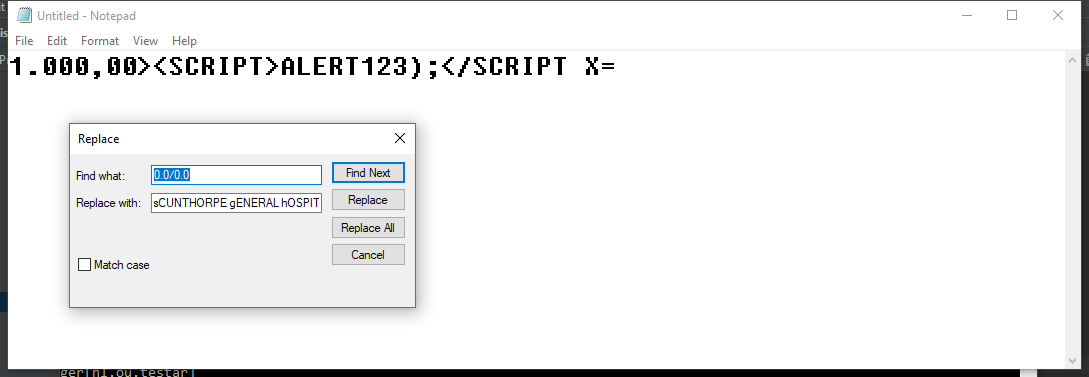 Untitled - Notepad
File Edit Format View Help
1.000,00><SCRIPT>ALERT123);</SCRIPT X=
Replace
Find what: 0.0/0.0 Find Next
Replace with: sCUNTHORPE gENERAL hOSPIT Replace
Replace All
Cancel
Match case
ger[nl.ou.testar]